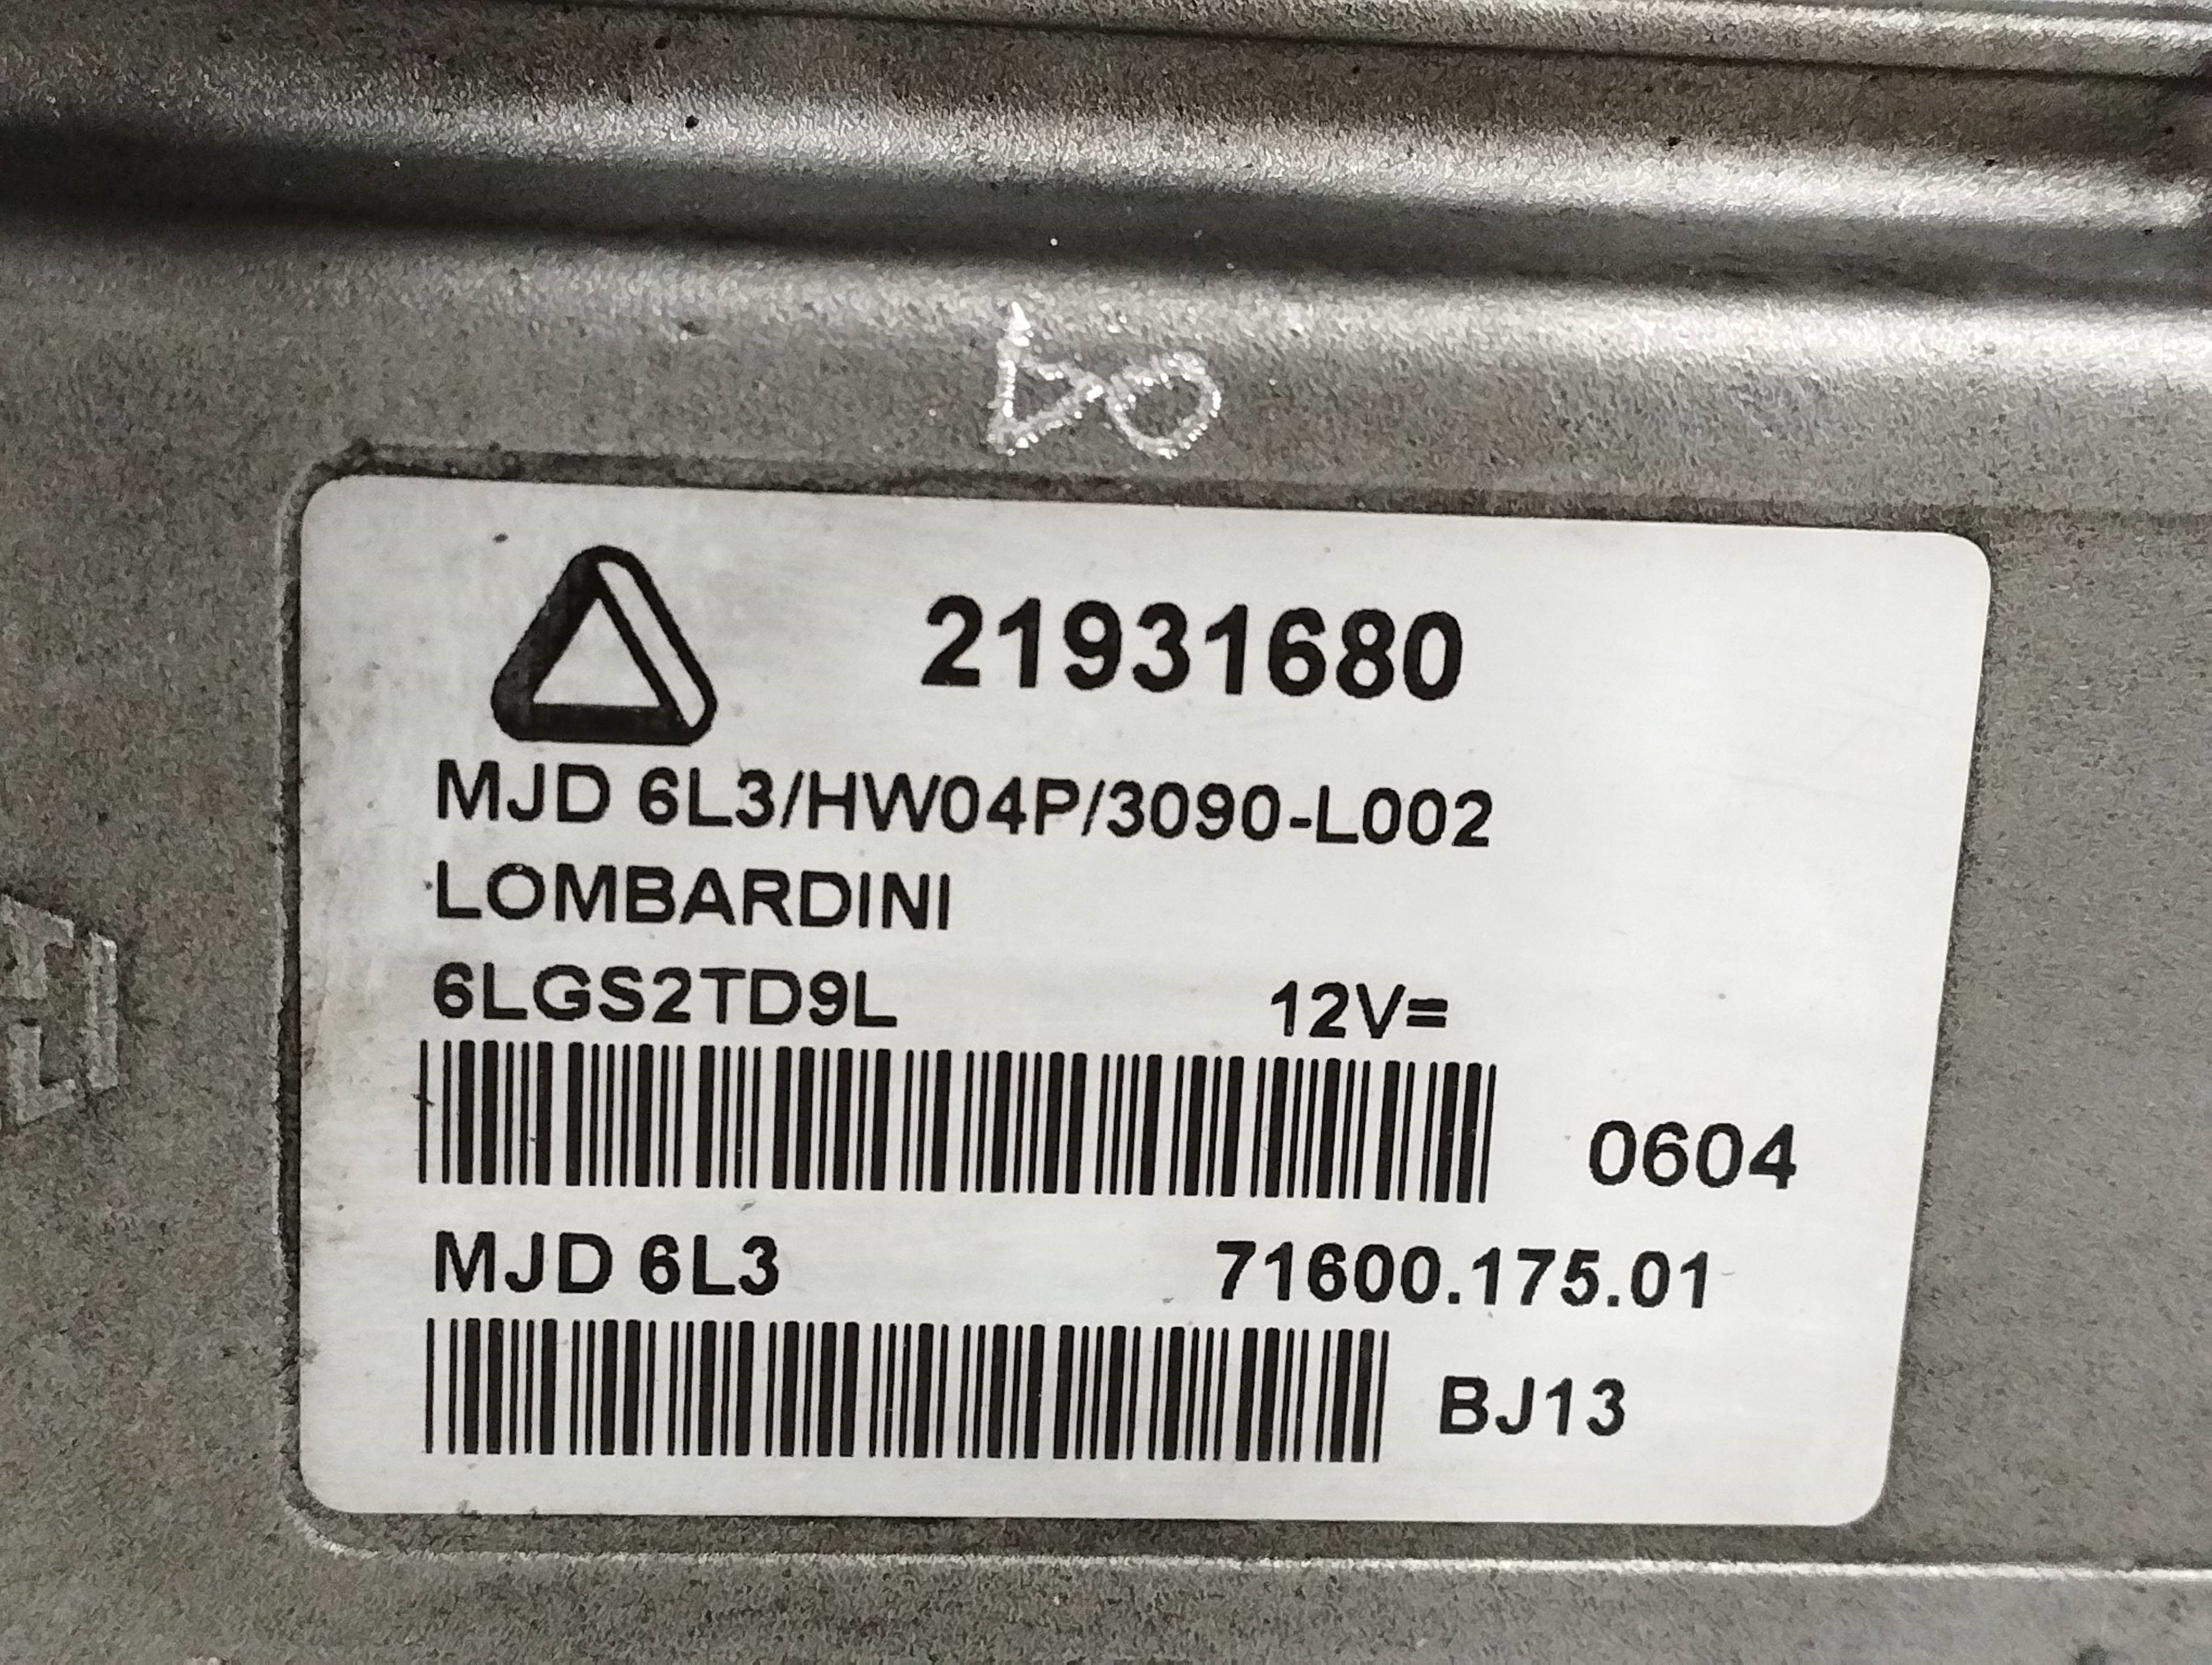 21931680
MJD 6L3/HW04P/3090-L002
LOMBARDINI
6LGS2TD9L 12V=
0604
MJD 6L3 71600.175.01
BJ13